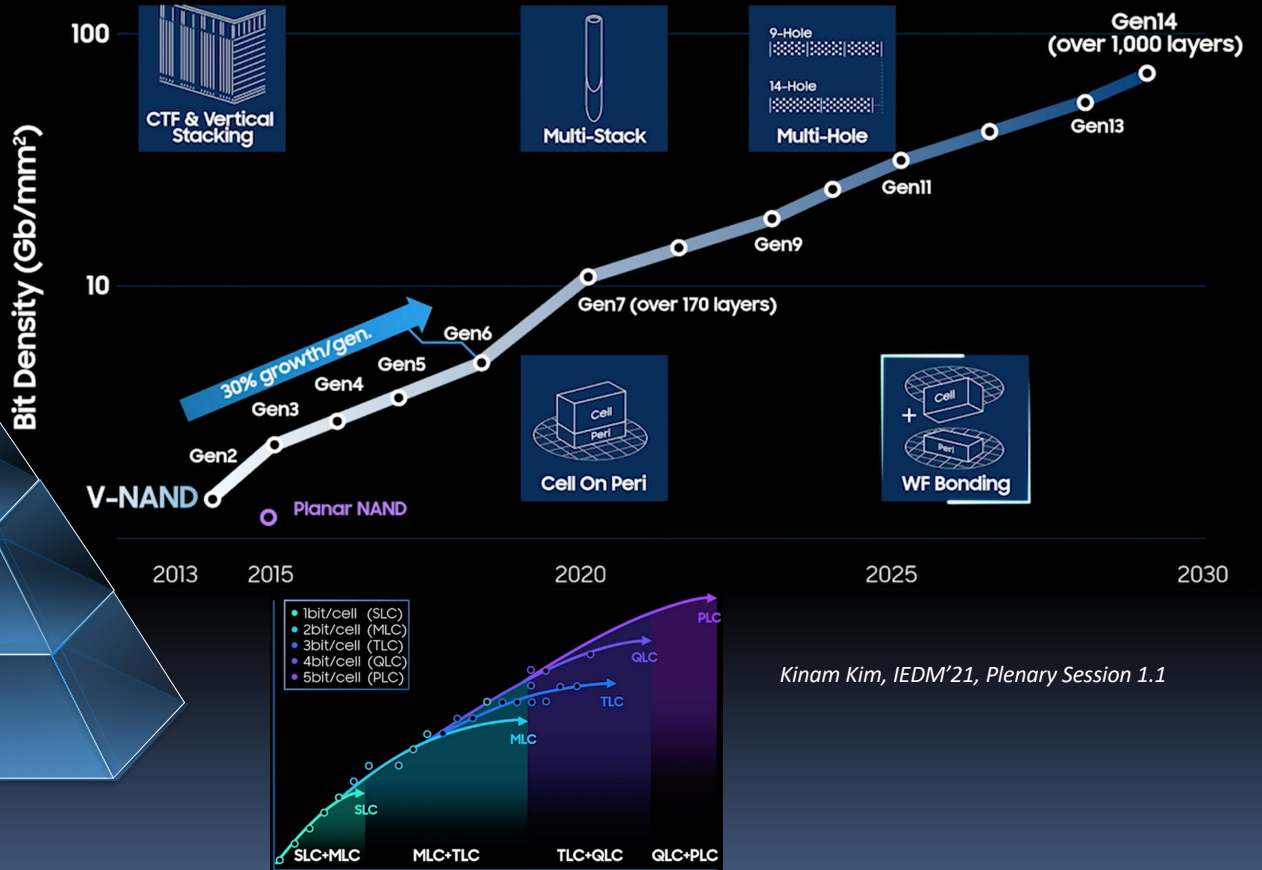 100
Bit Density (Gb/mm²)
10
CTF & Vertical
Stacking
Multi-Stack
9-Hole
14-Hole
Multi-Hole
Gen14
(over 1,000 layers)
Gen13
Gen11
Gen9
Gen7 (over 170 layers)
30% growth/gen.
Gen6
Gen5
Gen4
Gen3
Gen2
V-NAND
Planar NAND
Cell
Peri
Cell On Peri
Cell
+
Peri
WF Bonding
2013
2015
2020
2025
2030
• 1bit/cell (SLC)
• 2bit/cell (MLC)
• 3bit/cell (TLC)
• 4bit/cell (QLC)
• 5bit/cell (PLC)
PLC
QLC
TLC
MLC
SLC
SLC+MLC
MLC+TLC
TLC+QLC
QLC+PLC
Kinam Kim, IEDM’21, Plenary Session 1.1